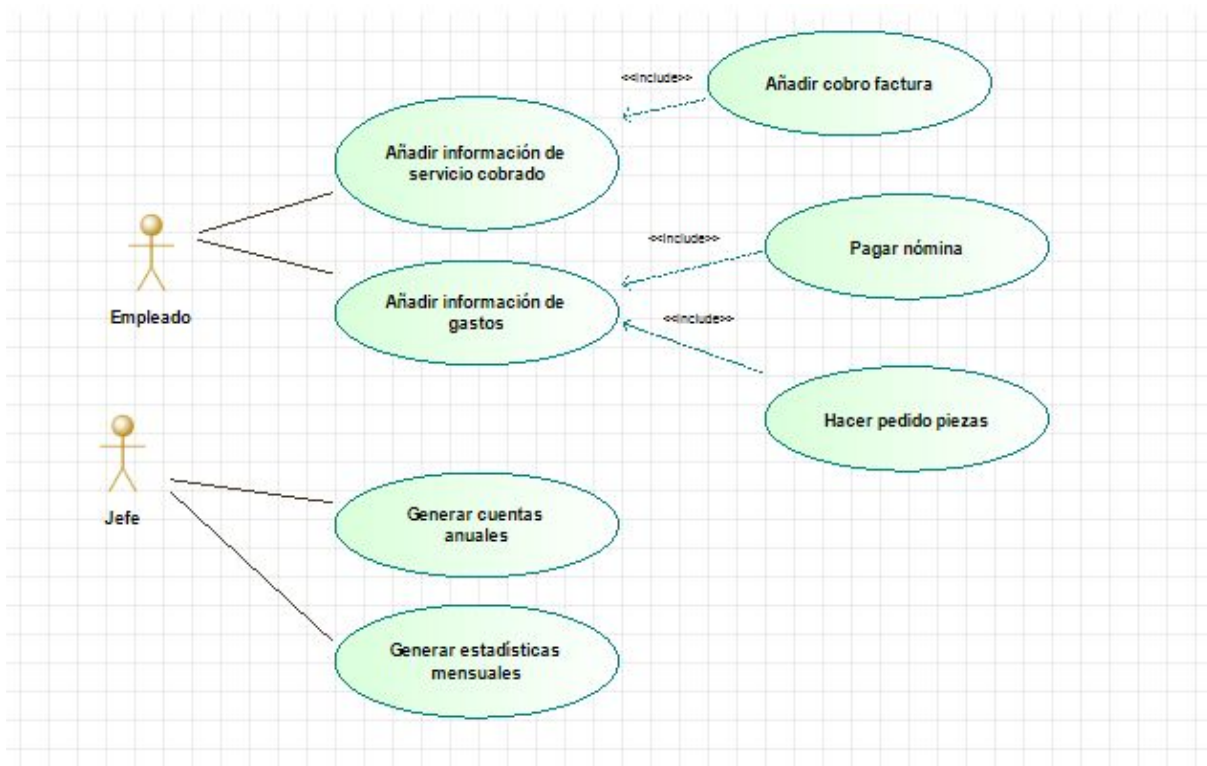 <<include>>
Añadir cobro factura
Añadir información de
servicio cobrado
<<include>>
Pagar nómina
Empleado
Añadir información de
gastos
<<include>>
Hacer pedido piezas
Jefe
Generar cuentas
anuales
Generar estadísticas
mensuales